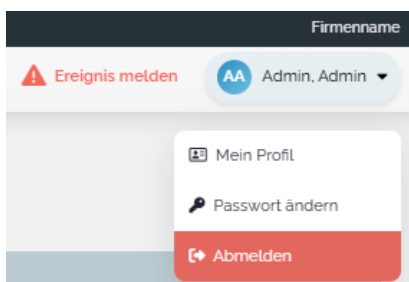 Firmenname
Ereignis melden
AA Admin, Admin
Mein Profil
Passwort ändern
Abmelden